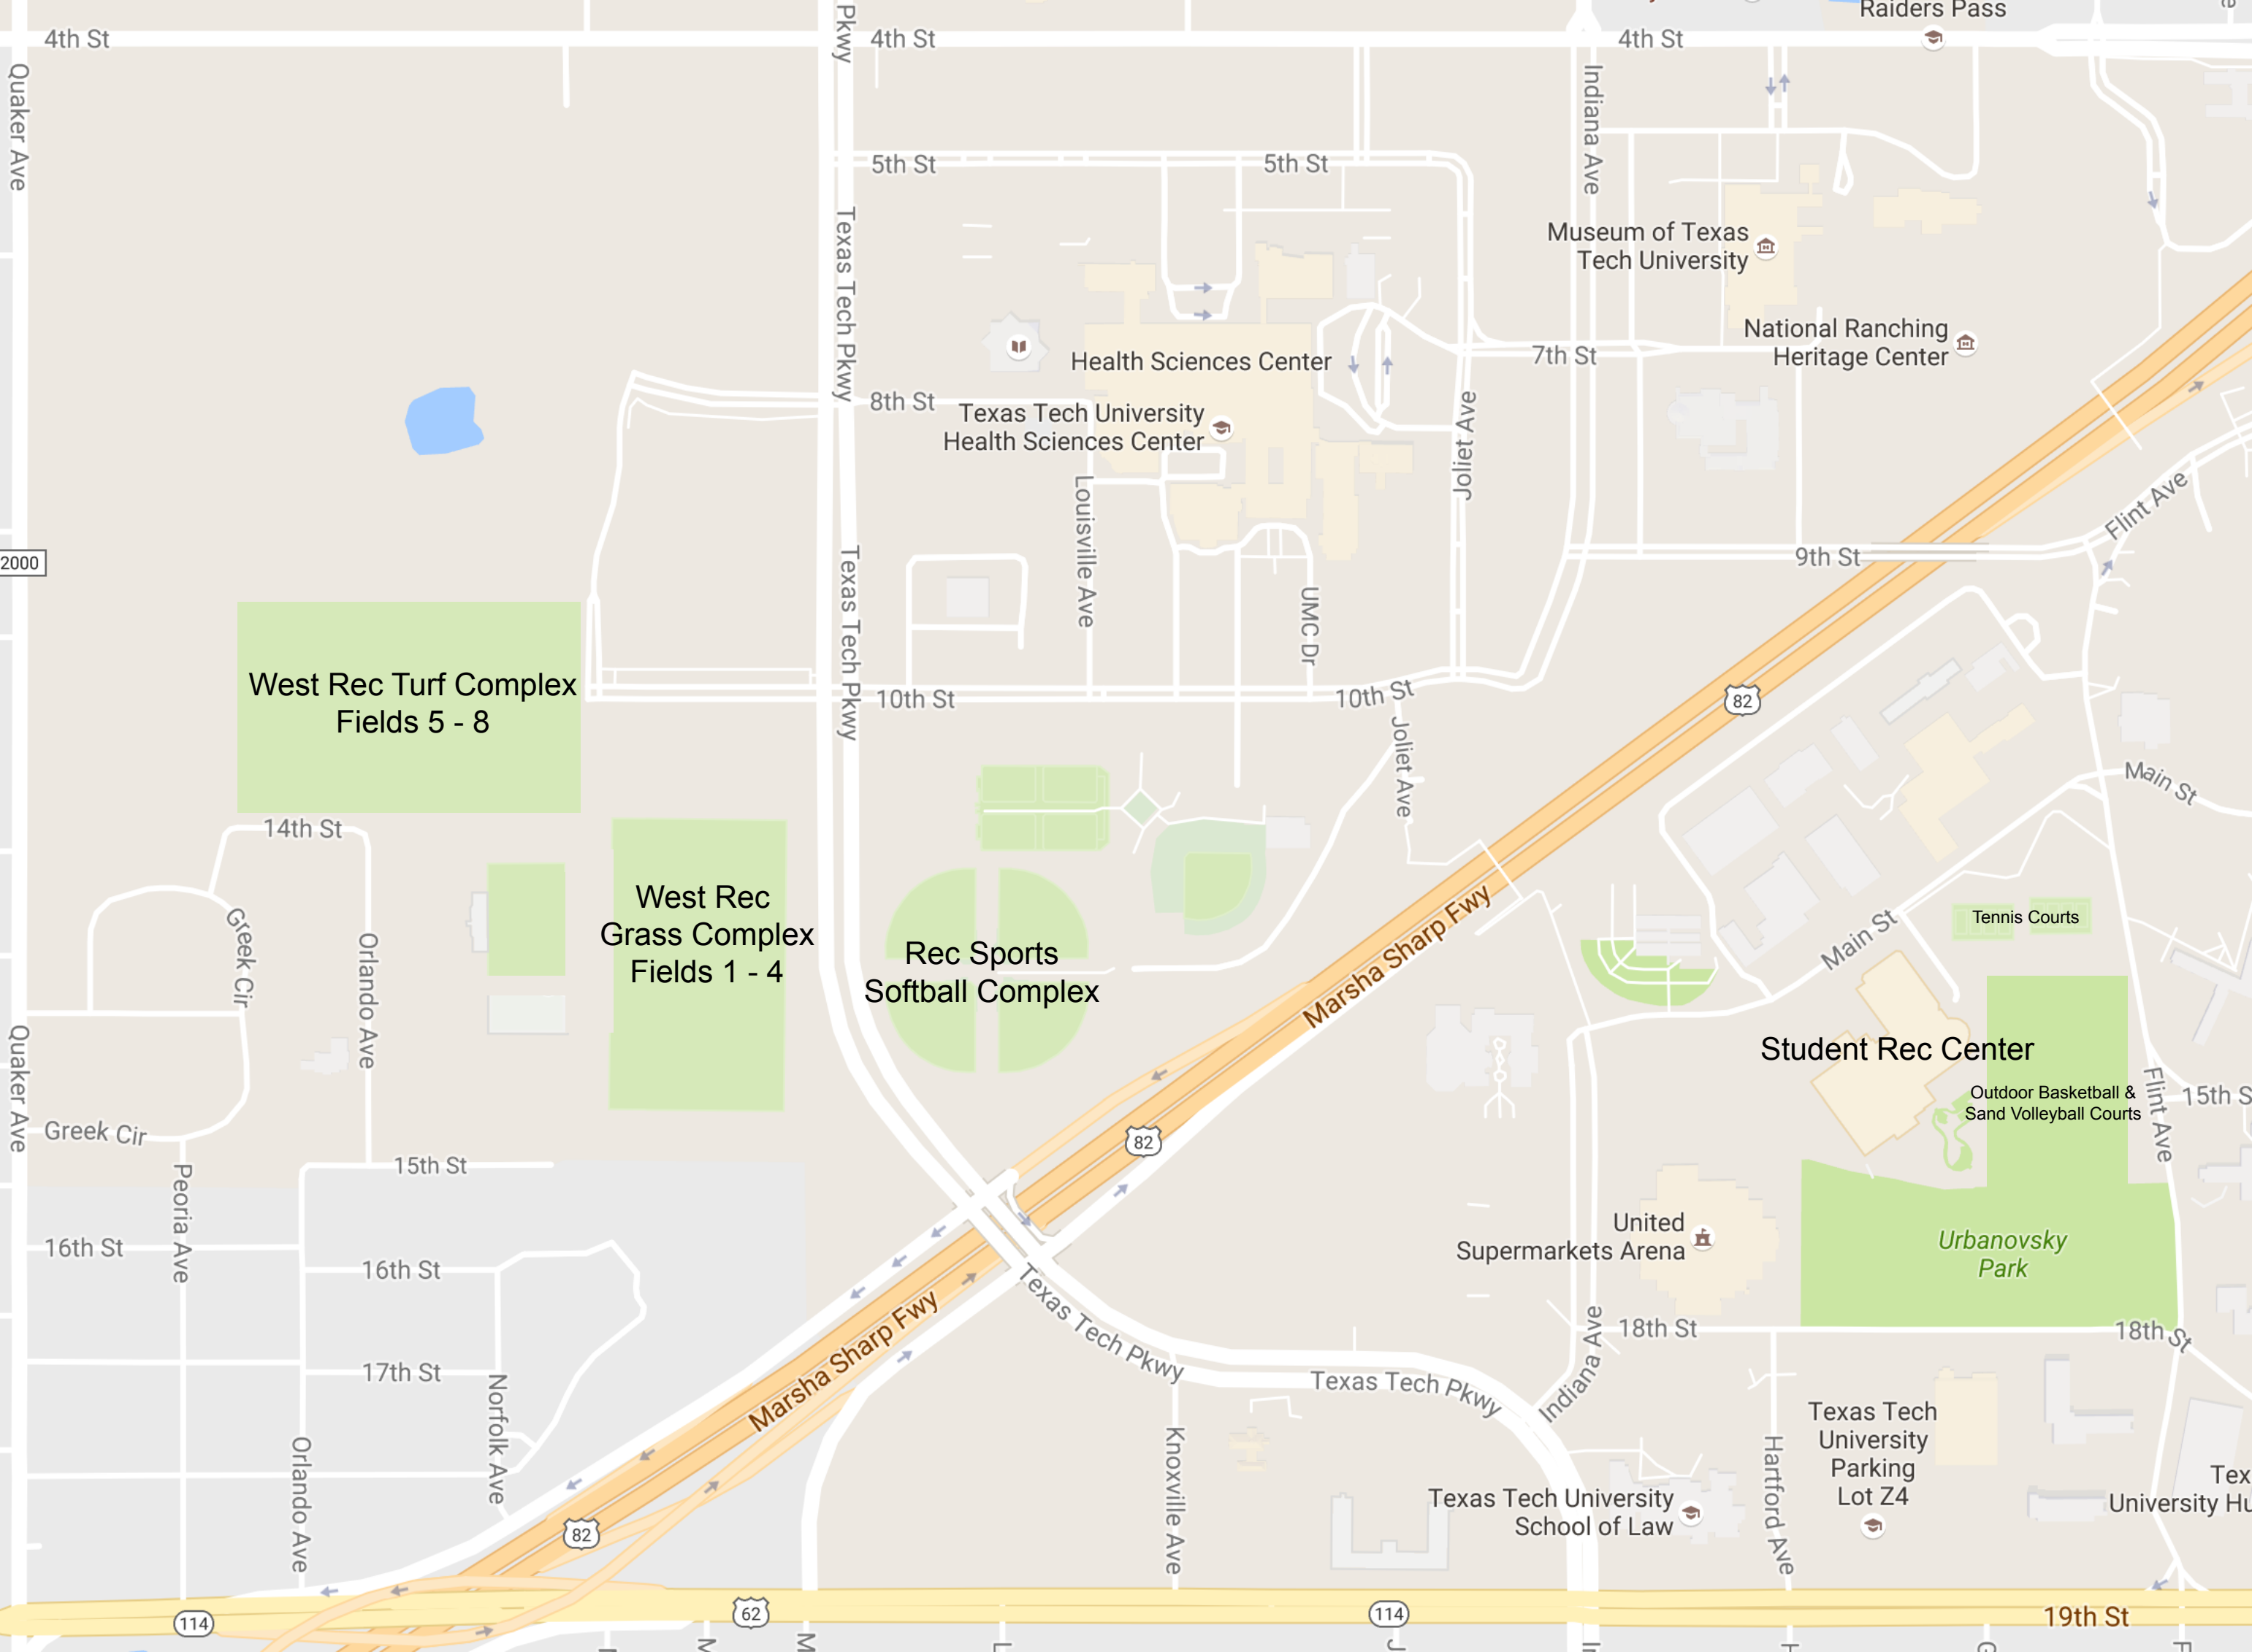 Raiders Pass
4th St
Pkwy
4th St
4th St
Quaker Ave
Indiana Ave
5th St
5th St
Texas Tech Pkwy
Museum of Texas
Tech University
National Ranching
Heritage Center
Health Sciences Center
7th St
8th St
Texas Tech University
Health Sciences Center
Joliet Ave
Louisville Ave
Flint Ave
2000
Texas Tech Pkwy
9th St
UMC Dr
West Rec Turf Complex
Fields 5 - 8
10th St
10th St
82
Joliet Ave
Main St
14th St
West Rec
Grass Complex
Fields 1 - 4
Greek Cir
Orlando Ave
Rec Sports
Softball Complex
Marsha Sharp Fwy
Main St
Tennis Courts
Student Rec Center
Outdoor Basketball &
Sand Volleyball Courts
Quaker Ave
Flint Ave
15th S
Greek Cir
82
15th St
Peoria Ave
16th St
16th St
United
Supermarkets Arena
Urbanovsky
Park
Texas Tech Pkwy
Marsha Sharp Fwy
18th St
18th St
Indiana Ave
17th St
Texas Tech Pkwy
Norfolk Ave
Orlando Ave
Knoxville Ave
Hartford Ave
Texas Tech
University
Parking
Lot Z4
Texas Tech University
School of Law
Tex
University Hu
82
114
62
114
19th St
M
M
L
J
I
H
G
F